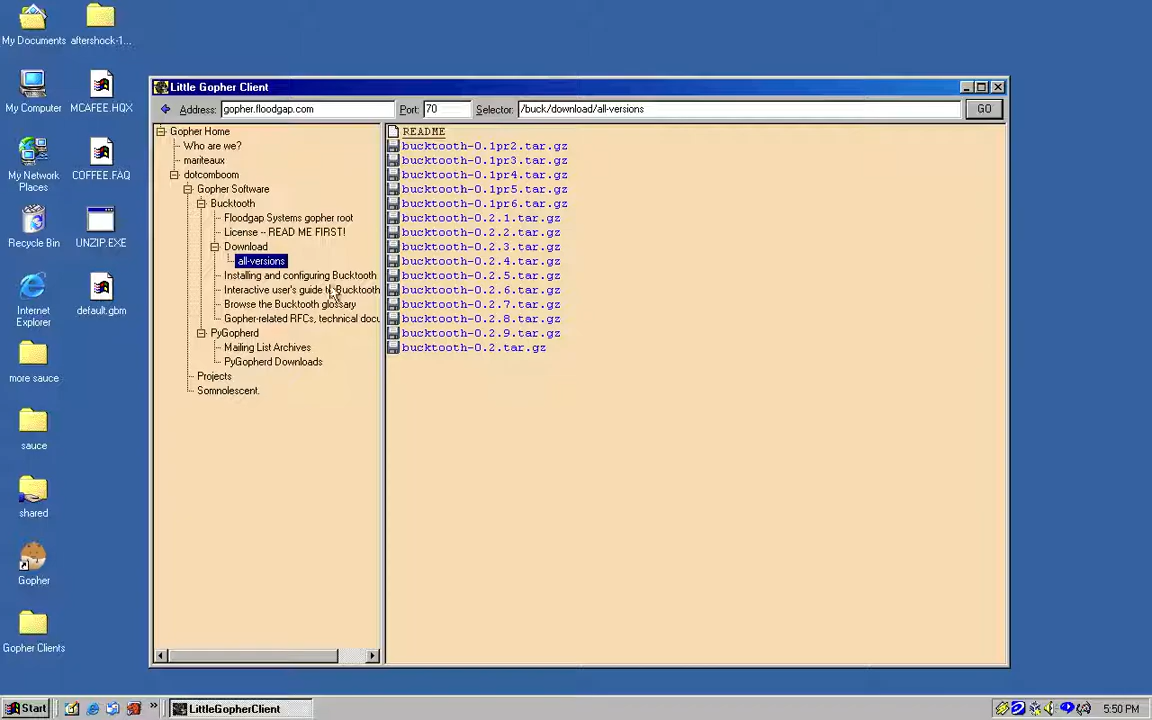 My Documents
aftershock-1...
My Computer
MCAFEE.HQX
My Network
Places
COFFEE.FAQ
Recycle Bin
UNZIP.EXE
Internet
Explorer
default.gbm
more sauce
sauce
shared
Gopher
Gopher Clients
Little Gopher Client
Address: gopher.floodgap.com Port: 70 Selector: /buck/download/all-versions GO
Gopher Home
Who are we?
mariteaux
dotcomboom
Gopher Software
Bucktooth
Floodgap Systems gopher root
License -- READ ME FIRST!
Download
all-versions
Installing and configuring Bucktooth
Interactive user's guide to Bucktooth
Browse the Bucktooth glossary
Gopher-related RFCs, technical docu
PyGopherd
Mailing List Archives
PyGopherd Downloads
Projects
Somnolescent.
README
bucktooth-0.1pr2.tar.gz
bucktooth-0.1pr3.tar.gz
bucktooth-0.1pr4.tar.gz
bucktooth-0.1pr5.tar.gz
bucktooth-0.1pr6.tar.gz
bucktooth-0.2.1.tar.gz
bucktooth-0.2.2.tar.gz
bucktooth-0.2.3.tar.gz
bucktooth-0.2.4.tar.gz
bucktooth-0.2.5.tar.gz
bucktooth-0.2.6.tar.gz
bucktooth-0.2.7.tar.gz
bucktooth-0.2.8.tar.gz
bucktooth-0.2.9.tar.gz
bucktooth-0.2.tar.gz
Start
LittleGopherClient
5:50 PM